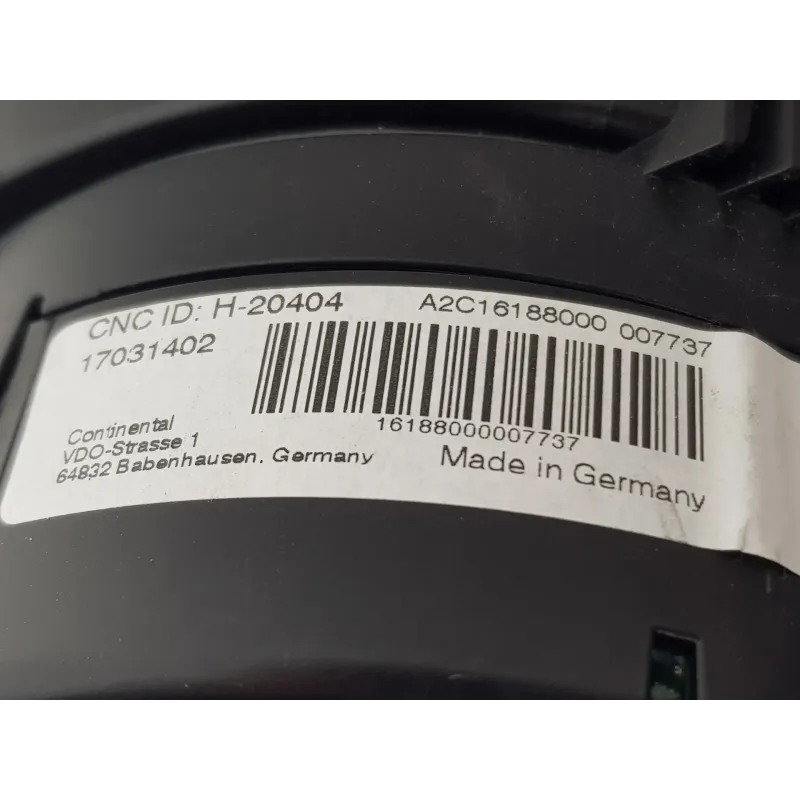 CNC ID: H-20404
A2C16188000 007737
17031402
16188000007737
Continental
VDO-Strasse 1
64832 Babenhausen, Germany
Made in Germany